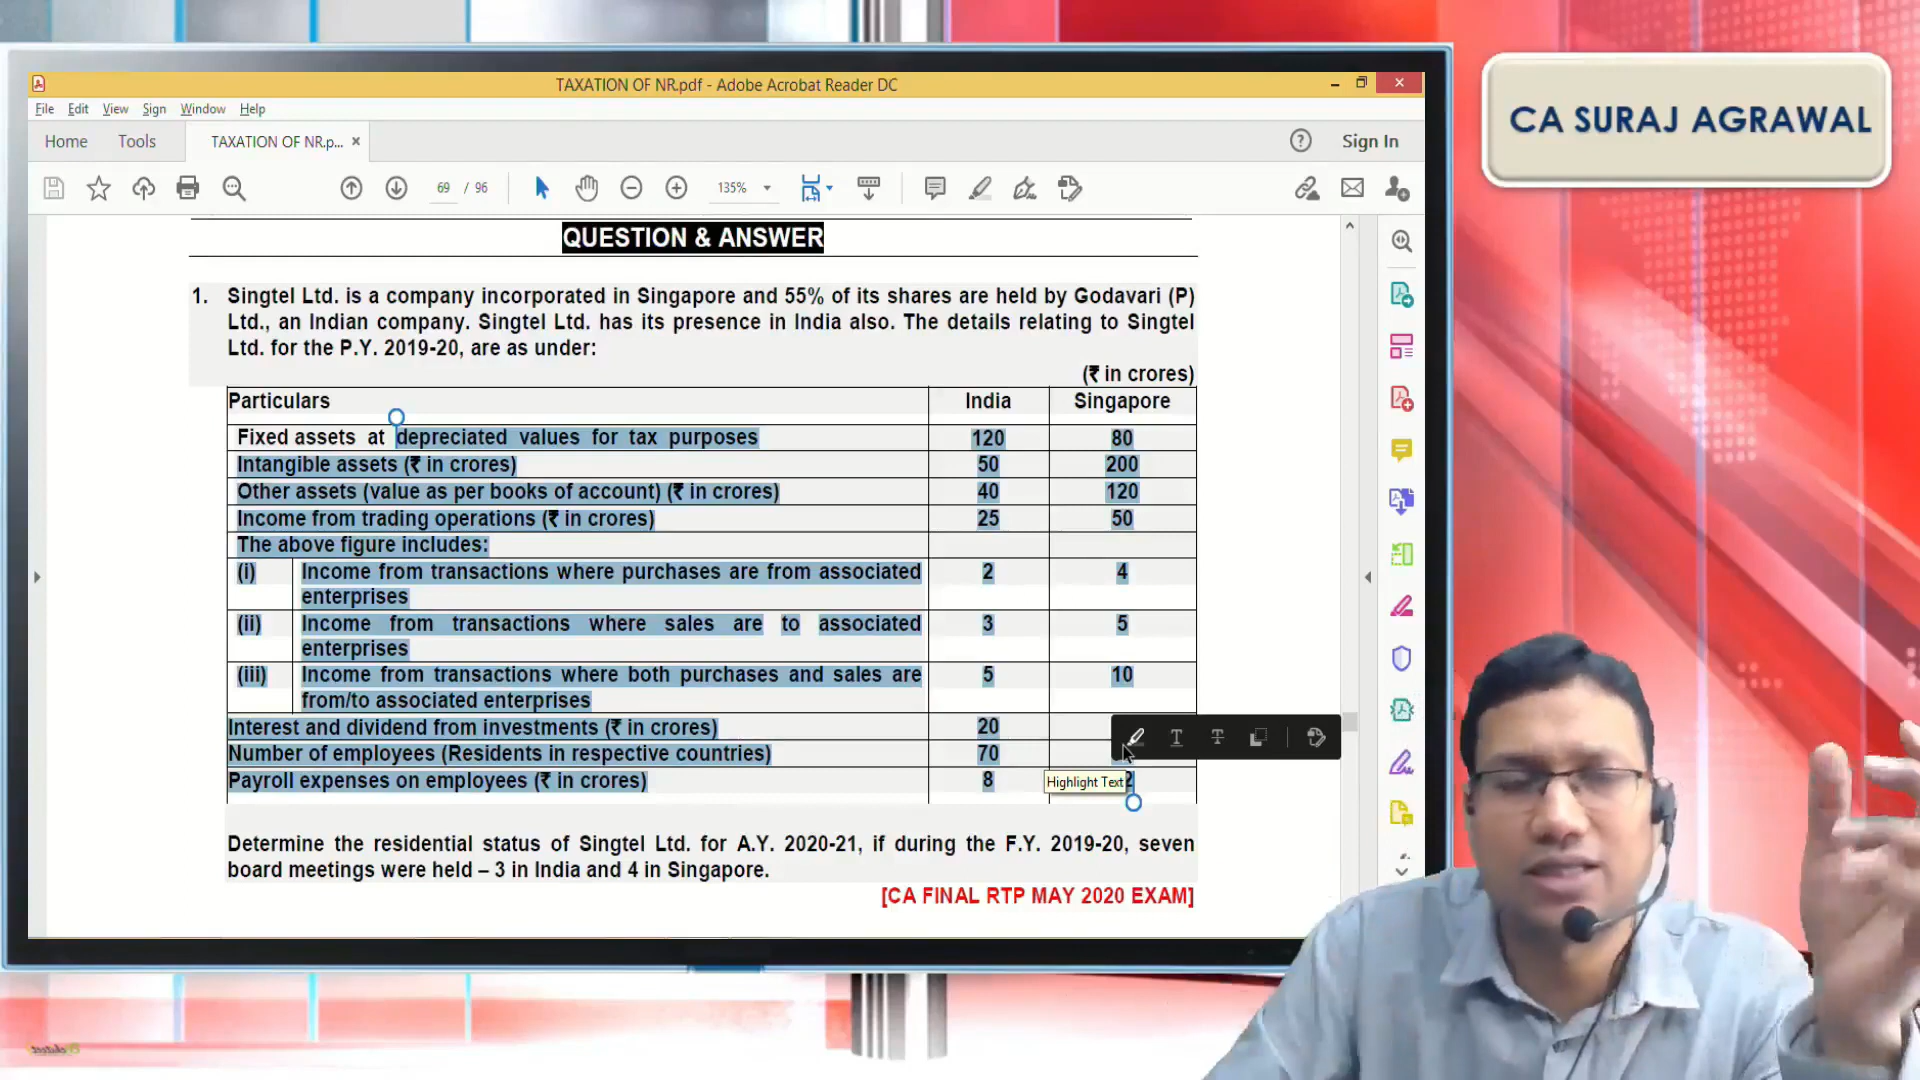 TAXATION OF NR.pdf - Adobe Acrobat Reader DC
File Edit View Sign Window Help
Home Tools TAXATION OF NR.p... × Sign In
69 / 96 135%
CA SURAJ AGRAWAL
QUESTION & ANSWER
1. Singtel Ltd. is a company incorporated in Singapore and 55% of its shares are held by Godavari (P)
Ltd., an Indian company. Singtel Ltd. has its presence in India also. The details relating to Singtel
Ltd. for the P.Y. 2019-20, are as under:
(₹ in crores)
Particulars India Singapore
Fixed assets at depreciated values for tax purposes 120 80
Intangible assets (₹ in crores) 50 200
Other assets (value as per books of account) (₹ in crores) 40 120
Income from trading operations (₹ in crores) 25 50
The above figure includes:
(i) Income from transactions where purchases are from associated 2 4
enterprises
(ii) Income from transactions where sales are to associated 3 5
enterprises
(iii) Income from transactions where both purchases and sales are 5 10
from/to associated enterprises
Interest and dividend from investments (₹ in crores) 20
Number of employees (Residents in respective countries) 70
Payroll expenses on employees (₹ in crores) 8
Highlight Text
Determine the residential status of Singtel Ltd. for A.Y. 2020-21, if during the F.Y. 2019-20, seven
board meetings were held – 3 in India and 4 in Singapore.
[CA FINAL RTP MAY 2020 EXAM]